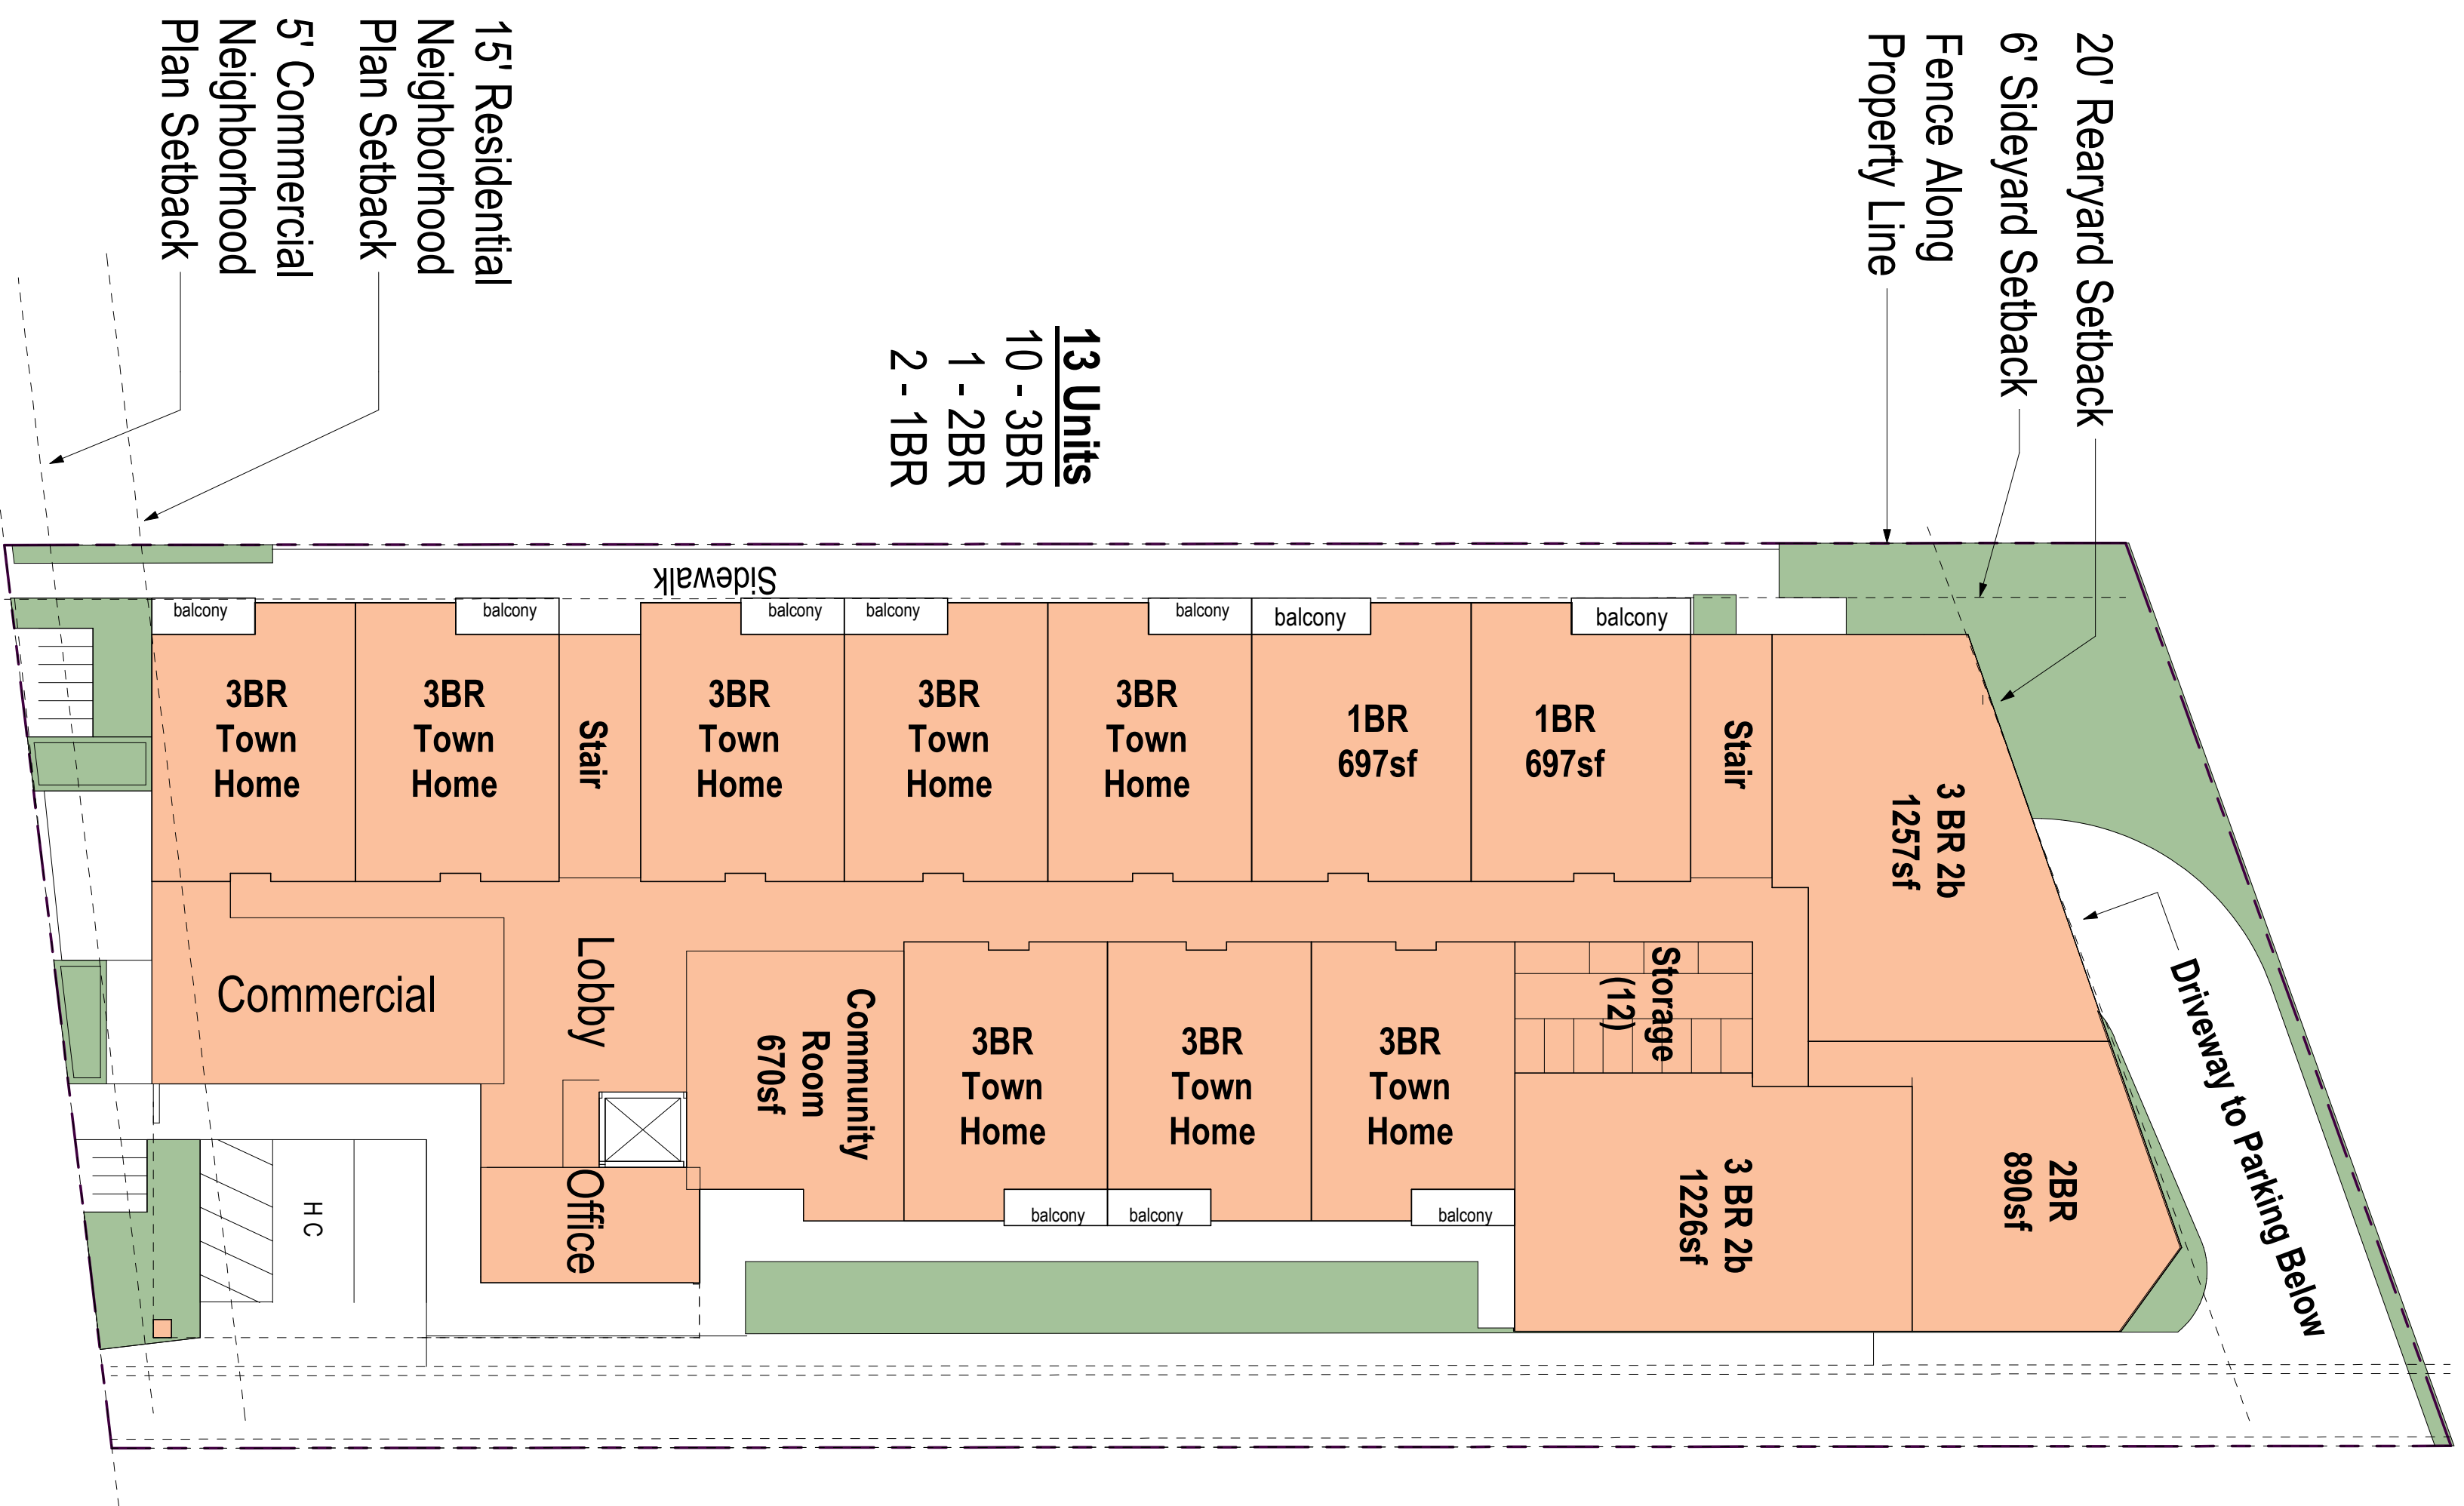 15' Residential
Neighborhood
Plan Setback
5' Commercial
Neighborhood
Plan Setback
20' Rearyard Setback
6' Sideyard Setback
Fence Along
Property Line
13 Units
10 - 3BR
1 - 2BR
2 - 1BR
Sidewalk
balcony
balcony
balcony
balcony
balcony
balcony
balcony
3BR
Town
Home
3BR
Town
Home
Stair
3BR
Town
Home
3BR
Town
Home
3BR
Town
Home
1BR
697sf
1BR
697sf
Stair
3 BR 2b
1257sf
Commercial
Lobby
Community
Room
670sf
3BR
Town
Home
3BR
Town
Home
3BR
Town
Home
Storage
(12)
3 BR 2b
1226sf
2BR
890sf
Driveway to Parking Below
Office
H C
balcony
balcony
balcony